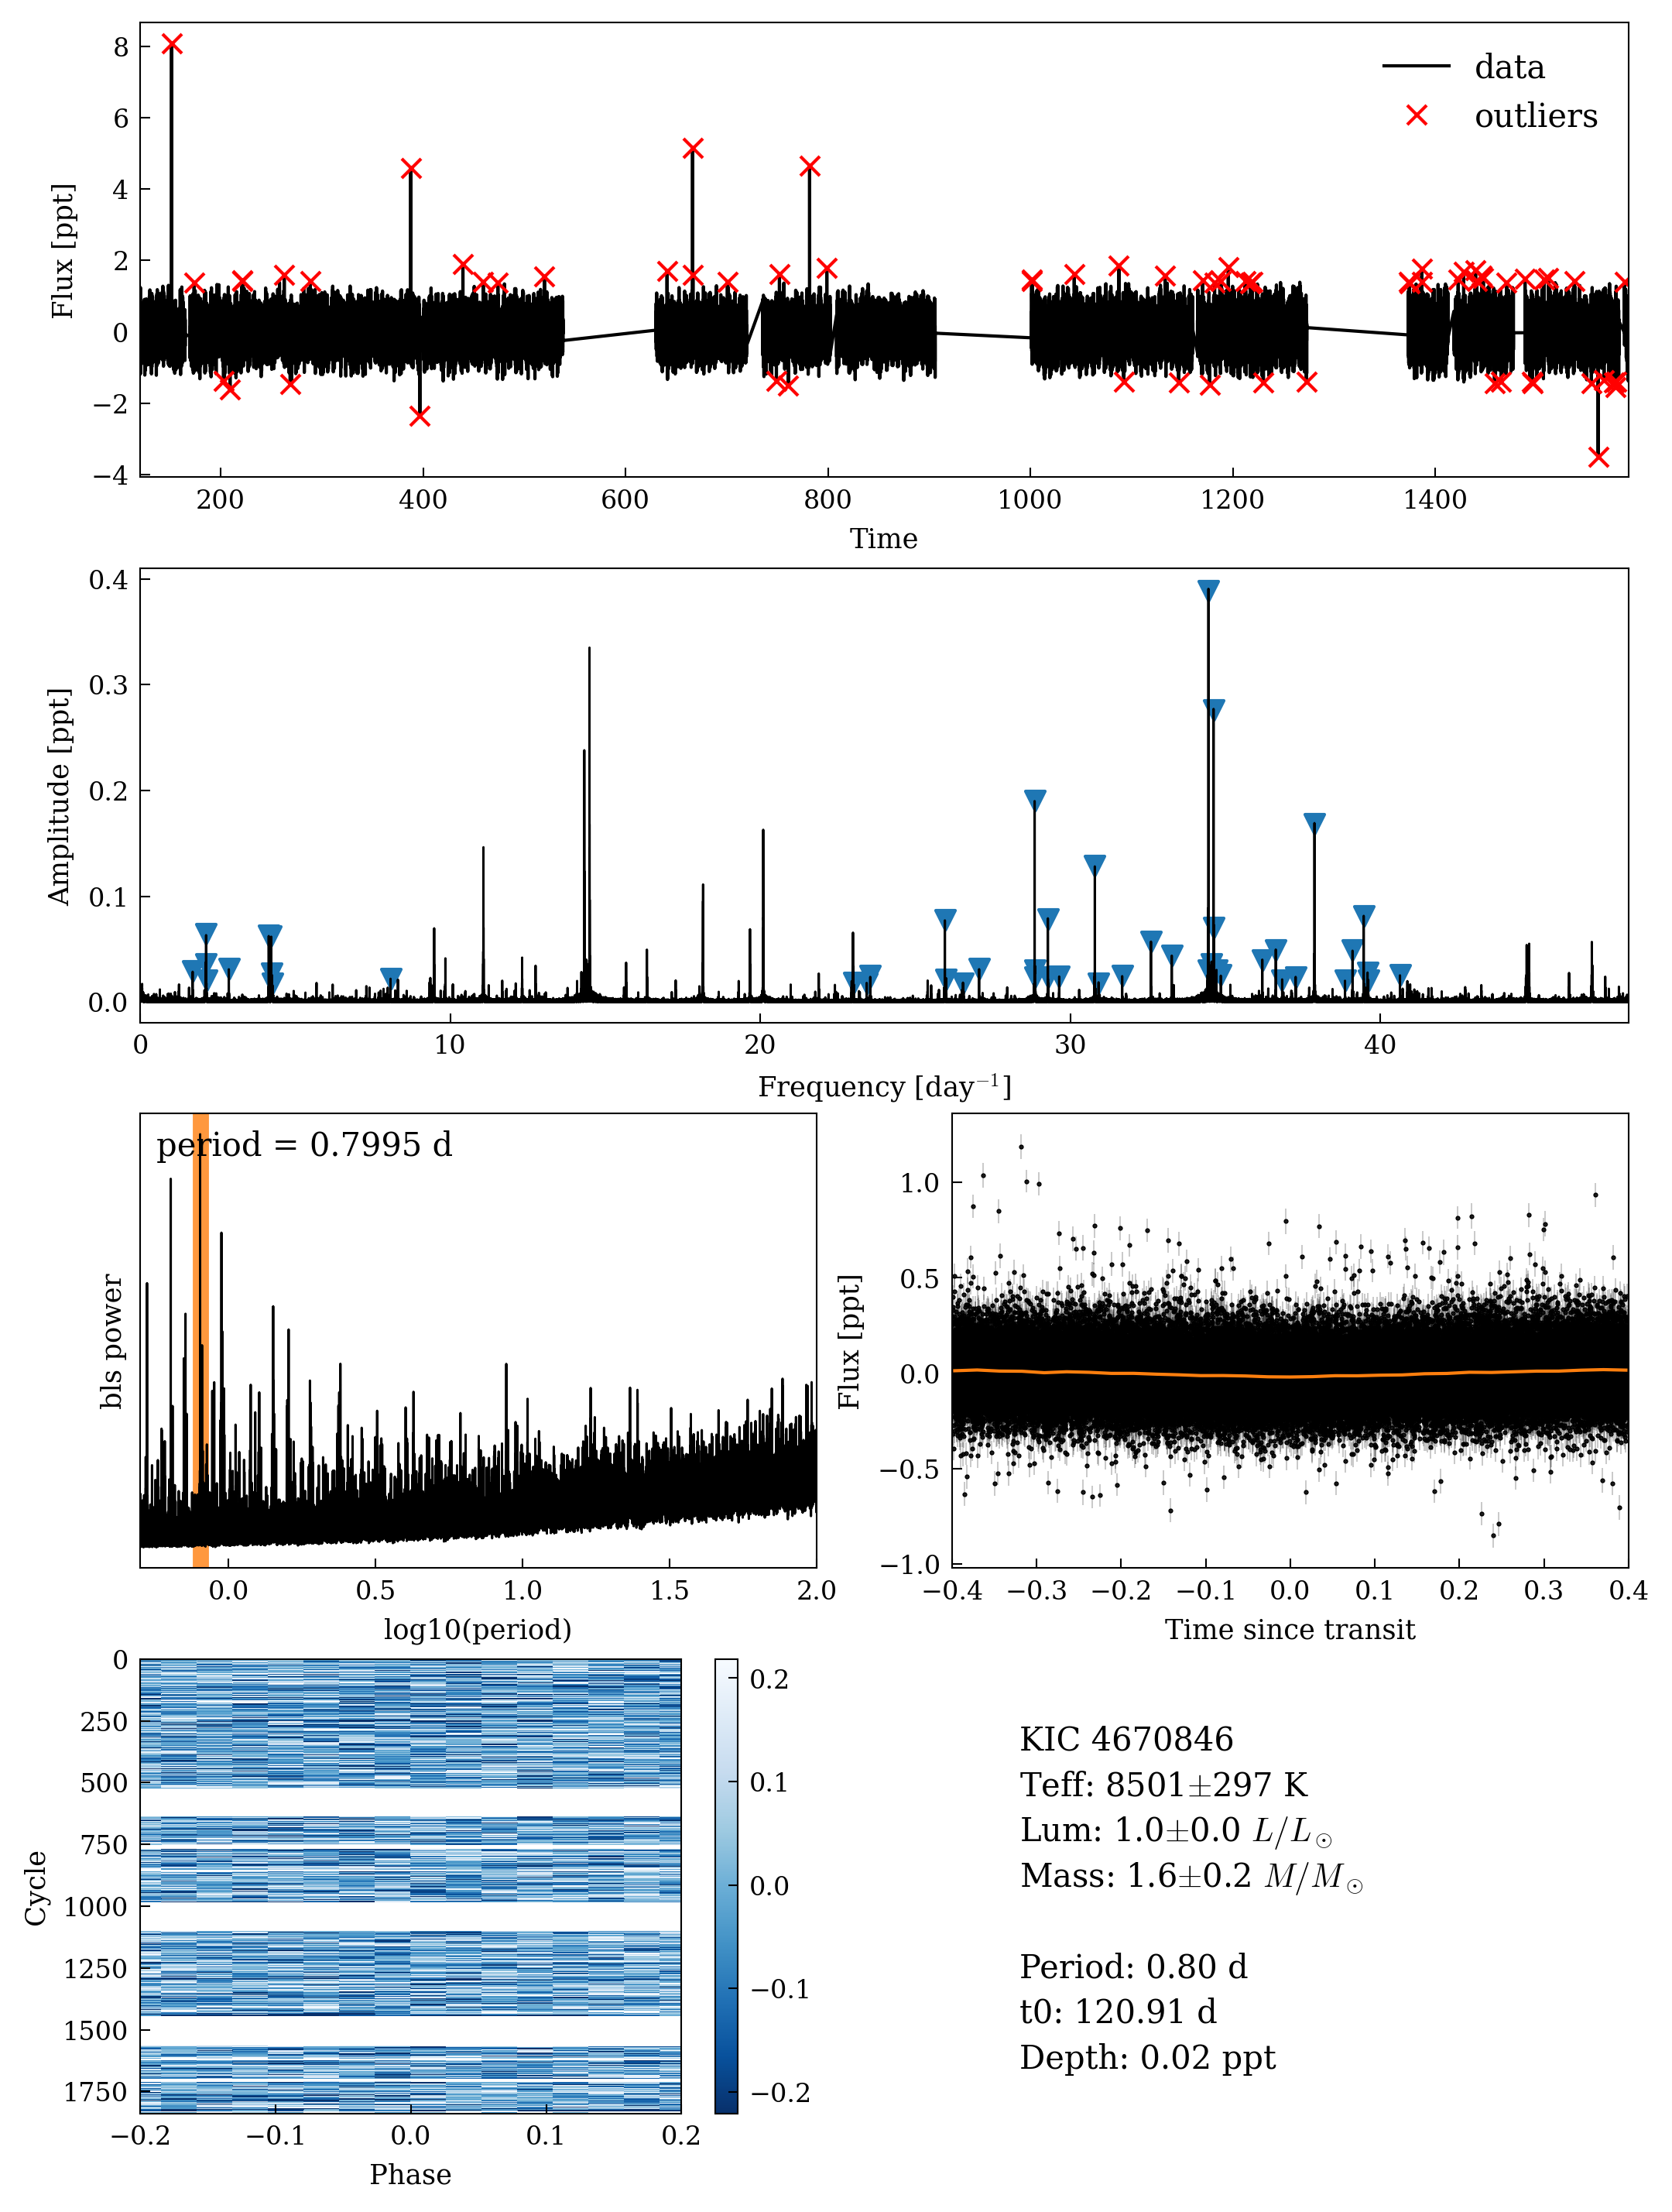 8
6
4
2
0
−2
−4
Flux [ppt]
data
outliers
200 400 600 800 1000 1200 1400
Time
0.4
0.3
0.2
0.1
0.0
Amplitude [ppt]
0 10 20 30 40
Frequency [day⁻¹]
period = 0.7995 d
bls power
0.0 0.5 1.0 1.5 2.0
log10(period)
1.0
0.5
0.0
−0.5
−1.0
Flux [ppt]
−0.4 −0.3 −0.2 −0.1 0.0 0.1 0.2 0.3 0.4
Time since transit
0
250
500
750
1000
1250
1500
1750
Cycle
−0.2 −0.1 0.0 0.1 0.2
Phase
0.2
0.1
0.0
−0.1
−0.2
KIC 4670846
Teff: 8501±297 K
Lum: 1.0±0.0 L/L⊙
Mass: 1.6±0.2 M/M⊙
Period: 0.80 d
t0: 120.91 d
Depth: 0.02 ppt